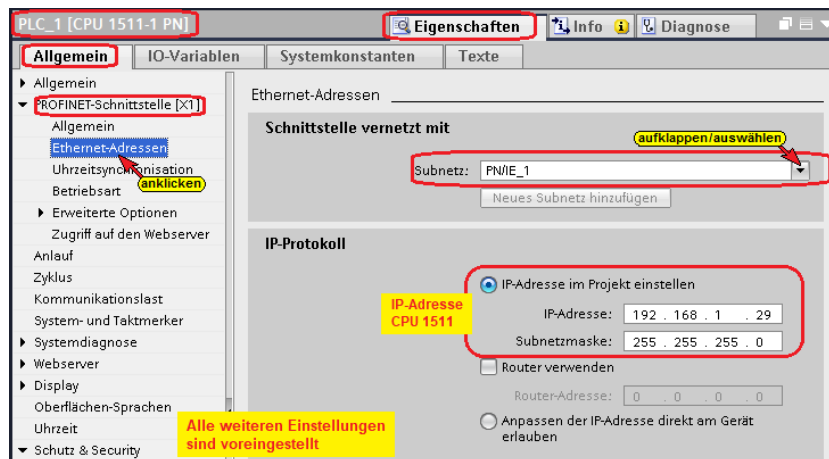 PLC_1 [CPU 1511-1 PN]
Eigenschaften
Info
Diagnose
Allgemein
IO-Variablen
Systemkonstanten
Texte
Allgemein
PROFINET-Schnittstelle [X1]
Allgemein
Ethernet-Adressen
Uhrzeitsynchronisation
anklicken
Betriebsart
Erweiterte Optionen
Zugriff auf den Webserver
Anlauf
Zyklus
Kommunikationslast
System- und Taktmerker
Systemdiagnose
Webserver
Display
Oberflächen-Sprachen
Uhrzeit
Schutz & Security
Alle weiteren Einstellungen
sind voreingestellt
Ethernet-Adressen
Schnittstelle vernetzt mit
aufklappen/auswählen
Subnetz: PN/IE_1
Neues Subnetz hinzufügen
IP-Protokoll
IP-Adresse im Projekt einstellen
IP-Adresse
CPU 1511
IP-Adresse: 192 . 168 . 1 . 29
Subnetzmaske: 255 . 255 . 255 . 0
Router verwenden
Router-Adresse: 0 . 0 . 0 . 0
Anpassen der IP-Adresse direkt am Gerät
erlauben